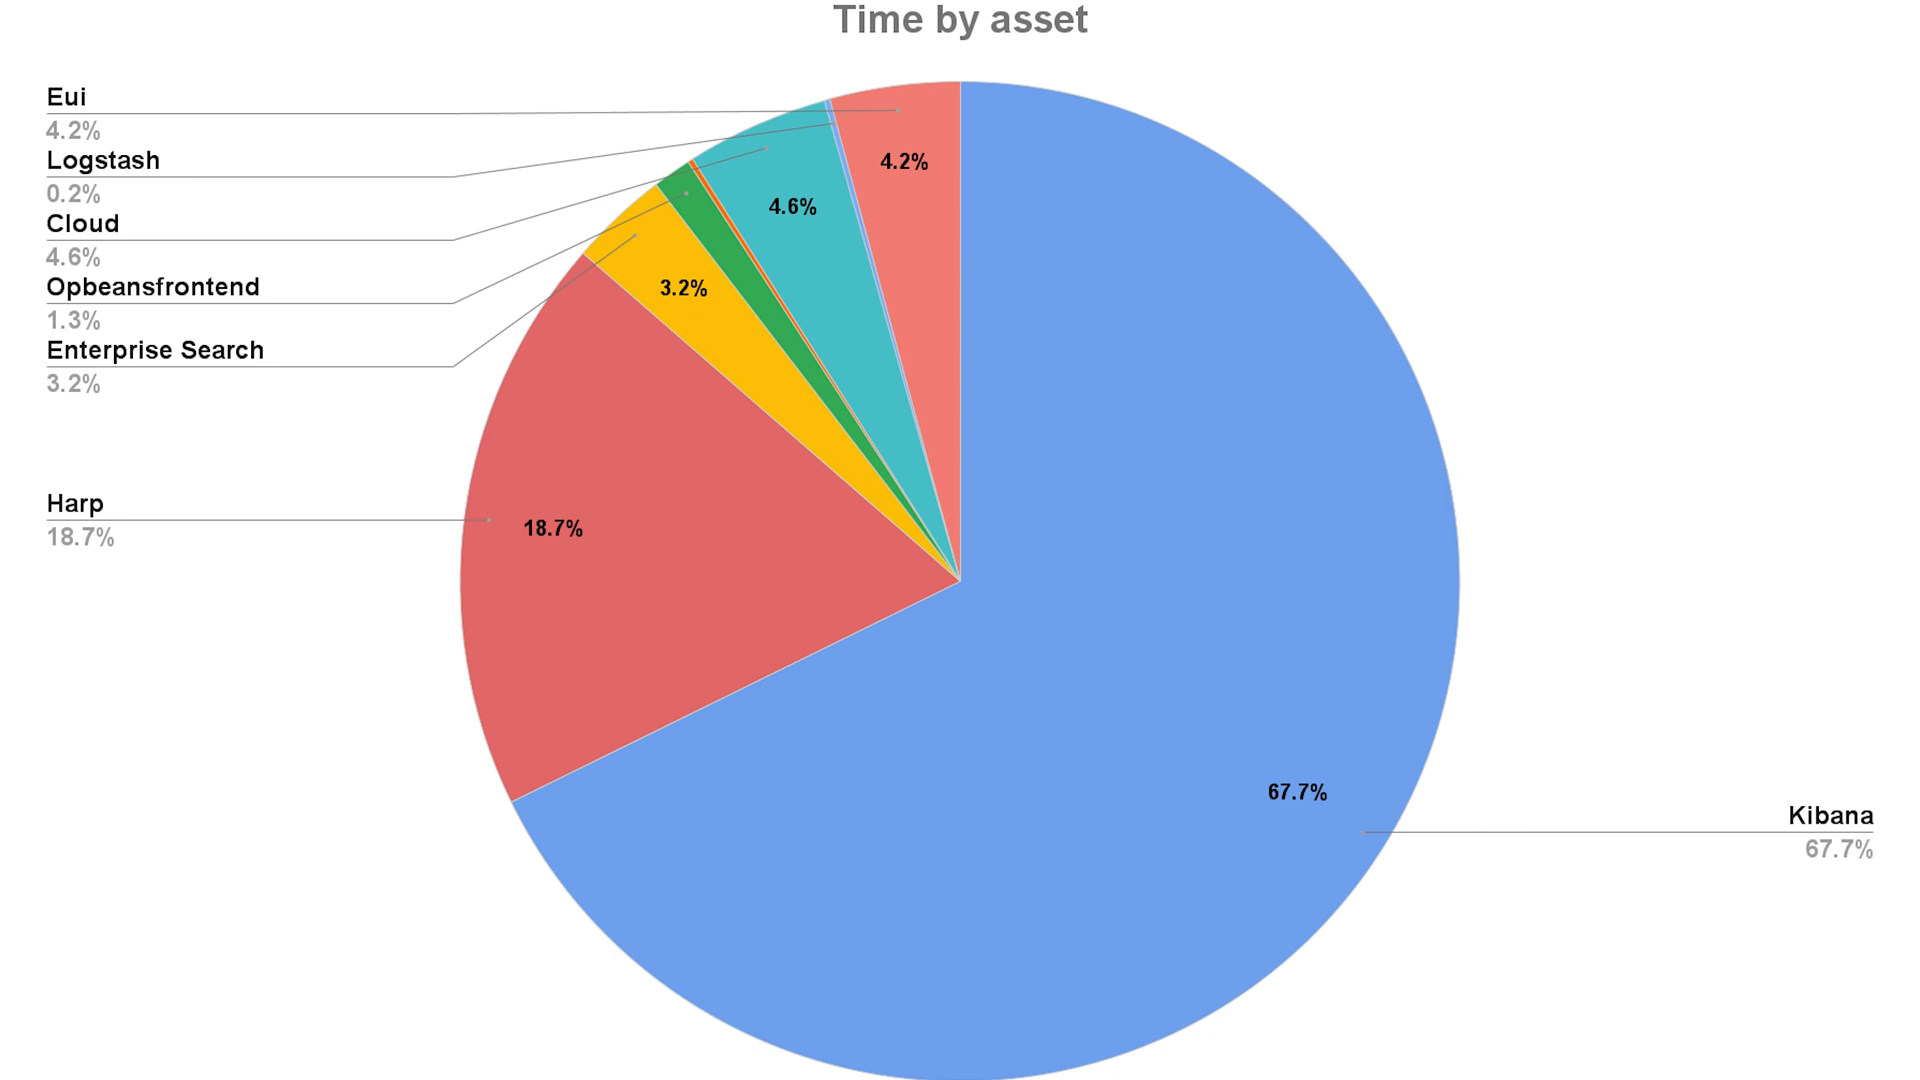 Time by asset
Eui
4.2%
Logstash
0.2%
Cloud
4.6%
Opbeansfrontend
1.3%
Enterprise Search
3.2%
Harp
18.7%
4.2%
4.6%
3.2%
18.7%
67.7%
Kibana
67.7%